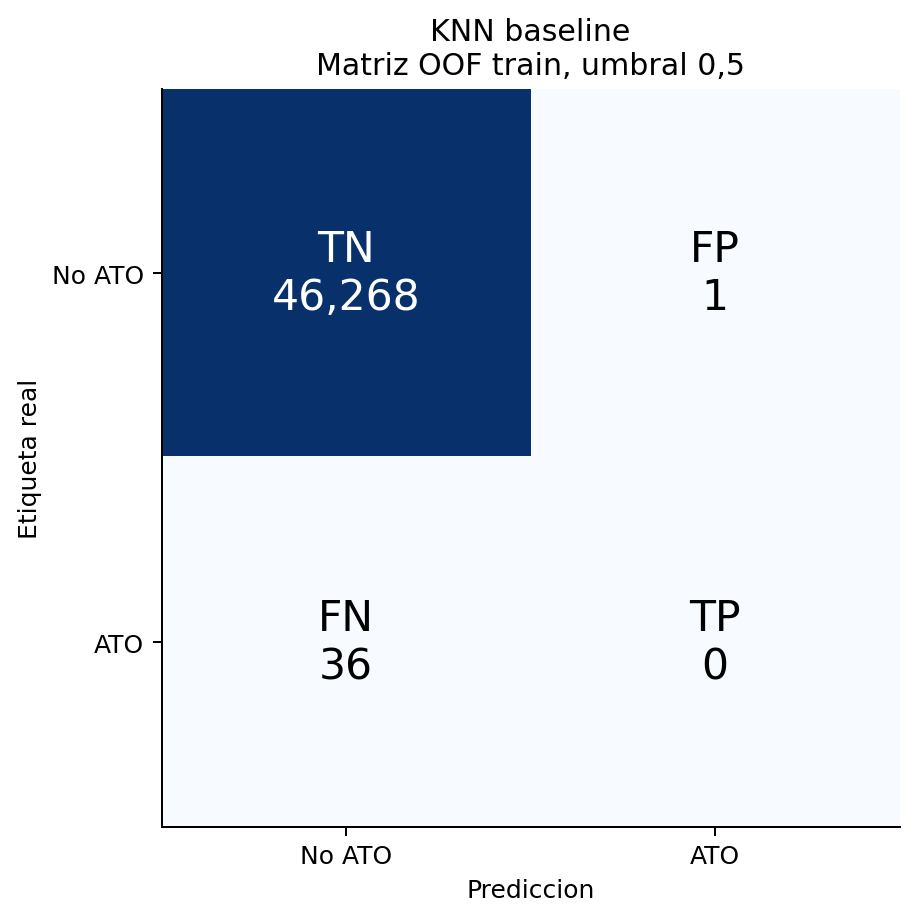 KNN baseline
Matriz OOF train, umbral 0,5
TN
46,268
FP
1
No ATO
Etiqueta real
FN
36
TP
0
ATO
No ATO
ATO
Prediccion